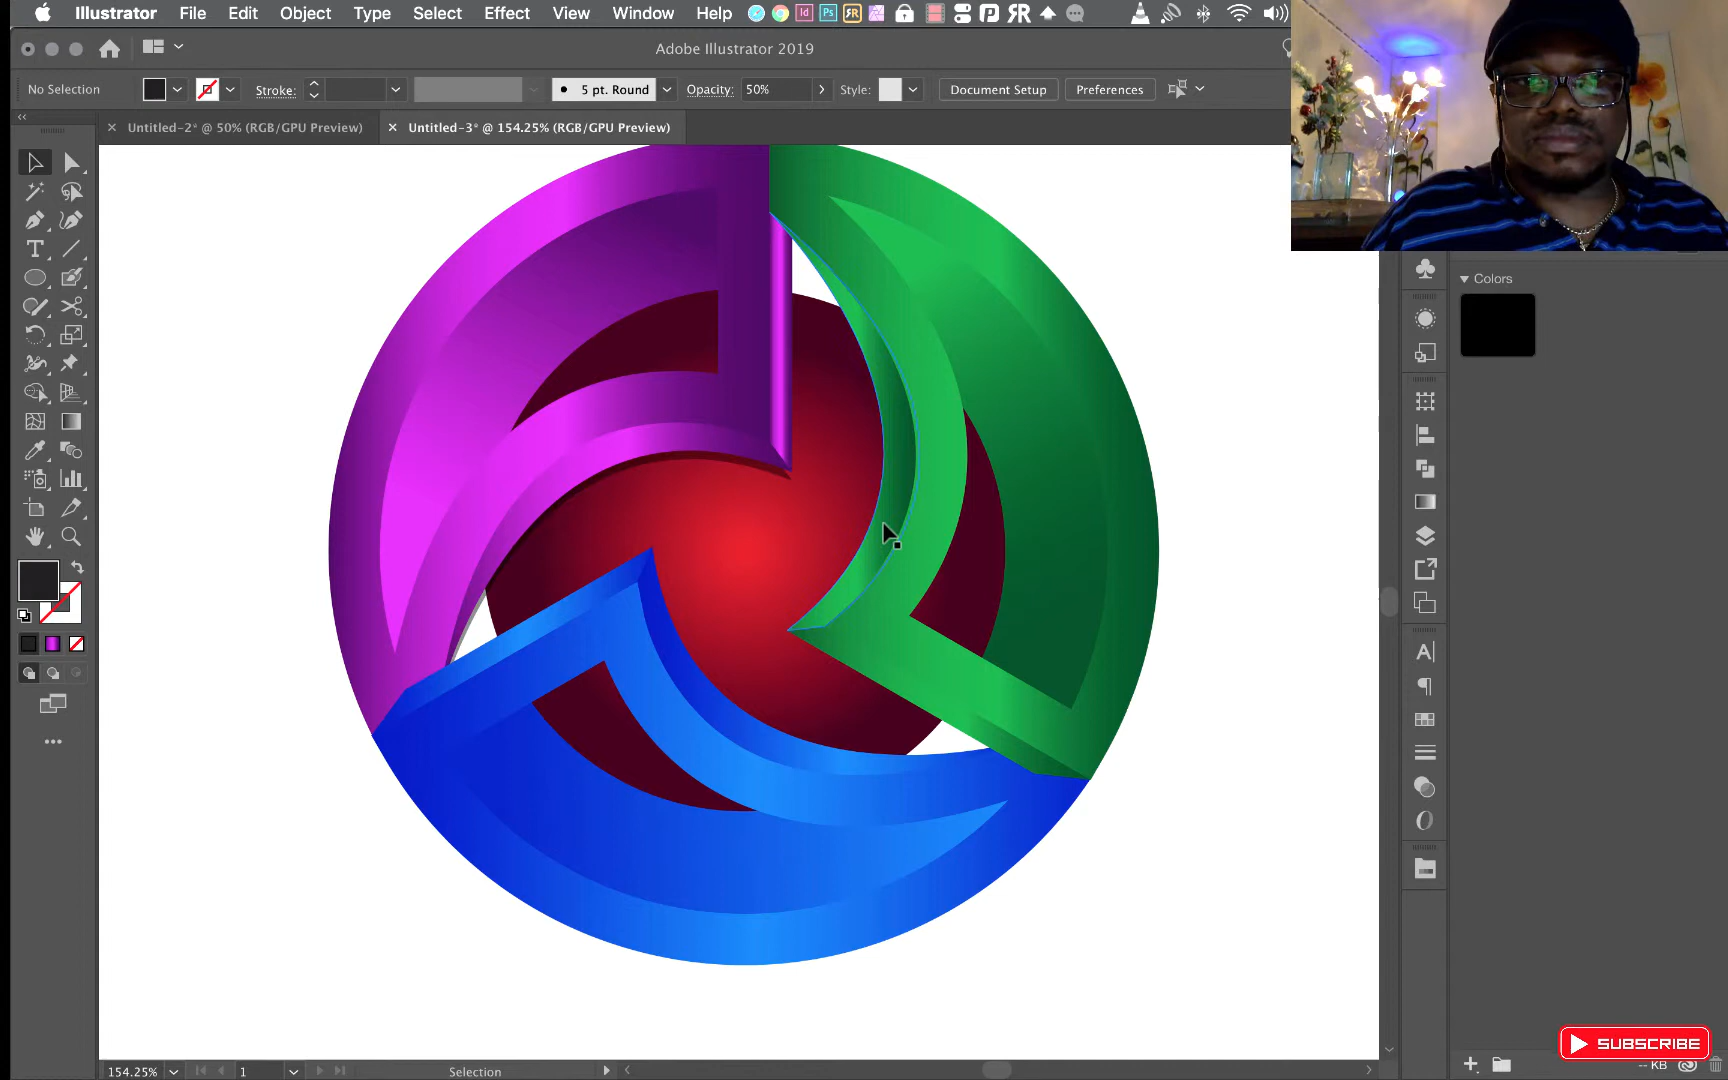 Illustrator File Edit Object Type Select Effect View Window Help
Adobe Illustrator 2019
No Selection Stroke: 5 pt. Round Opacity: 50% Style: Document Setup Preferences
Untitled-2* @ 50% (RGB/GPU Preview) Untitled-3* @ 154.25% (RGB/GPU Preview)
Colors
154.25% 1 Selection
-- KB
SUBSCRIBE